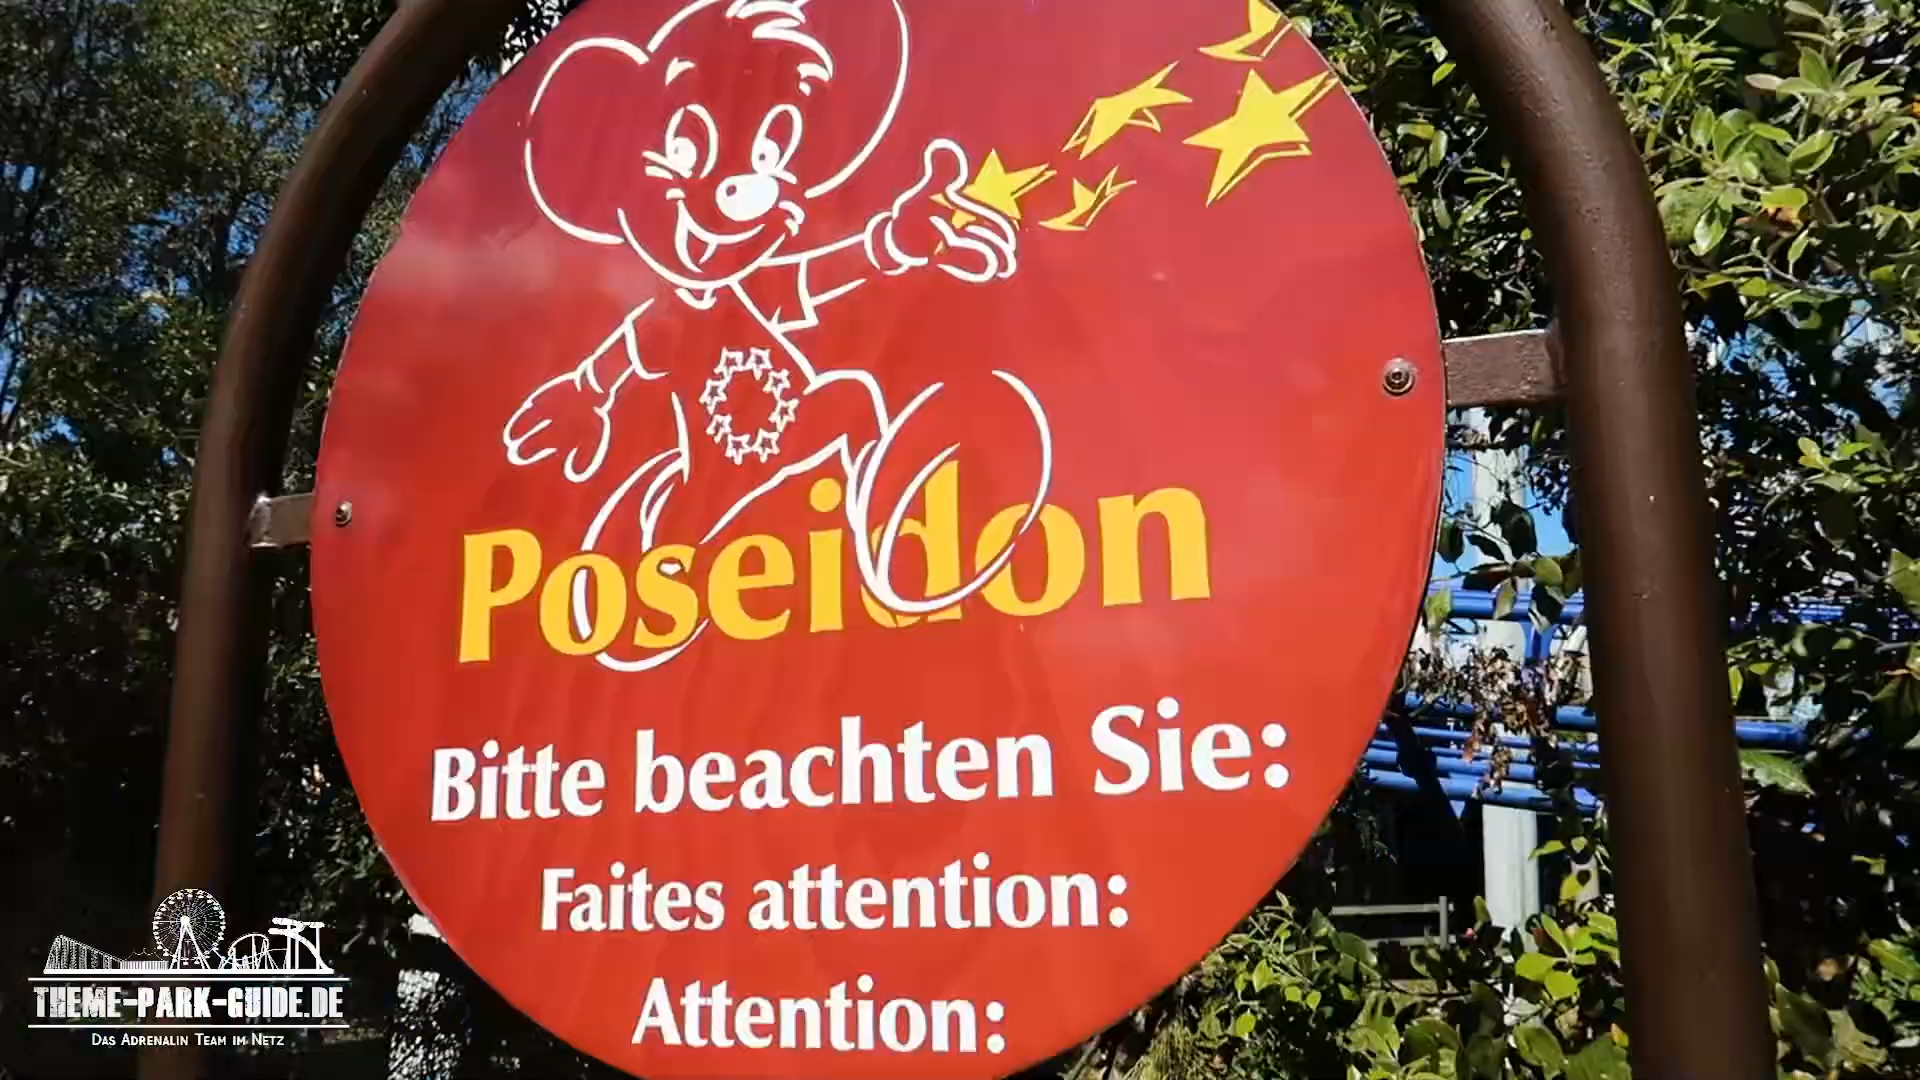 Poseidon
Bitte beachten Sie:
Faites attention:
Attention:
THEME-PARK-GUIDE.DE
DAS ADRENALIN TEAM IM NETZ